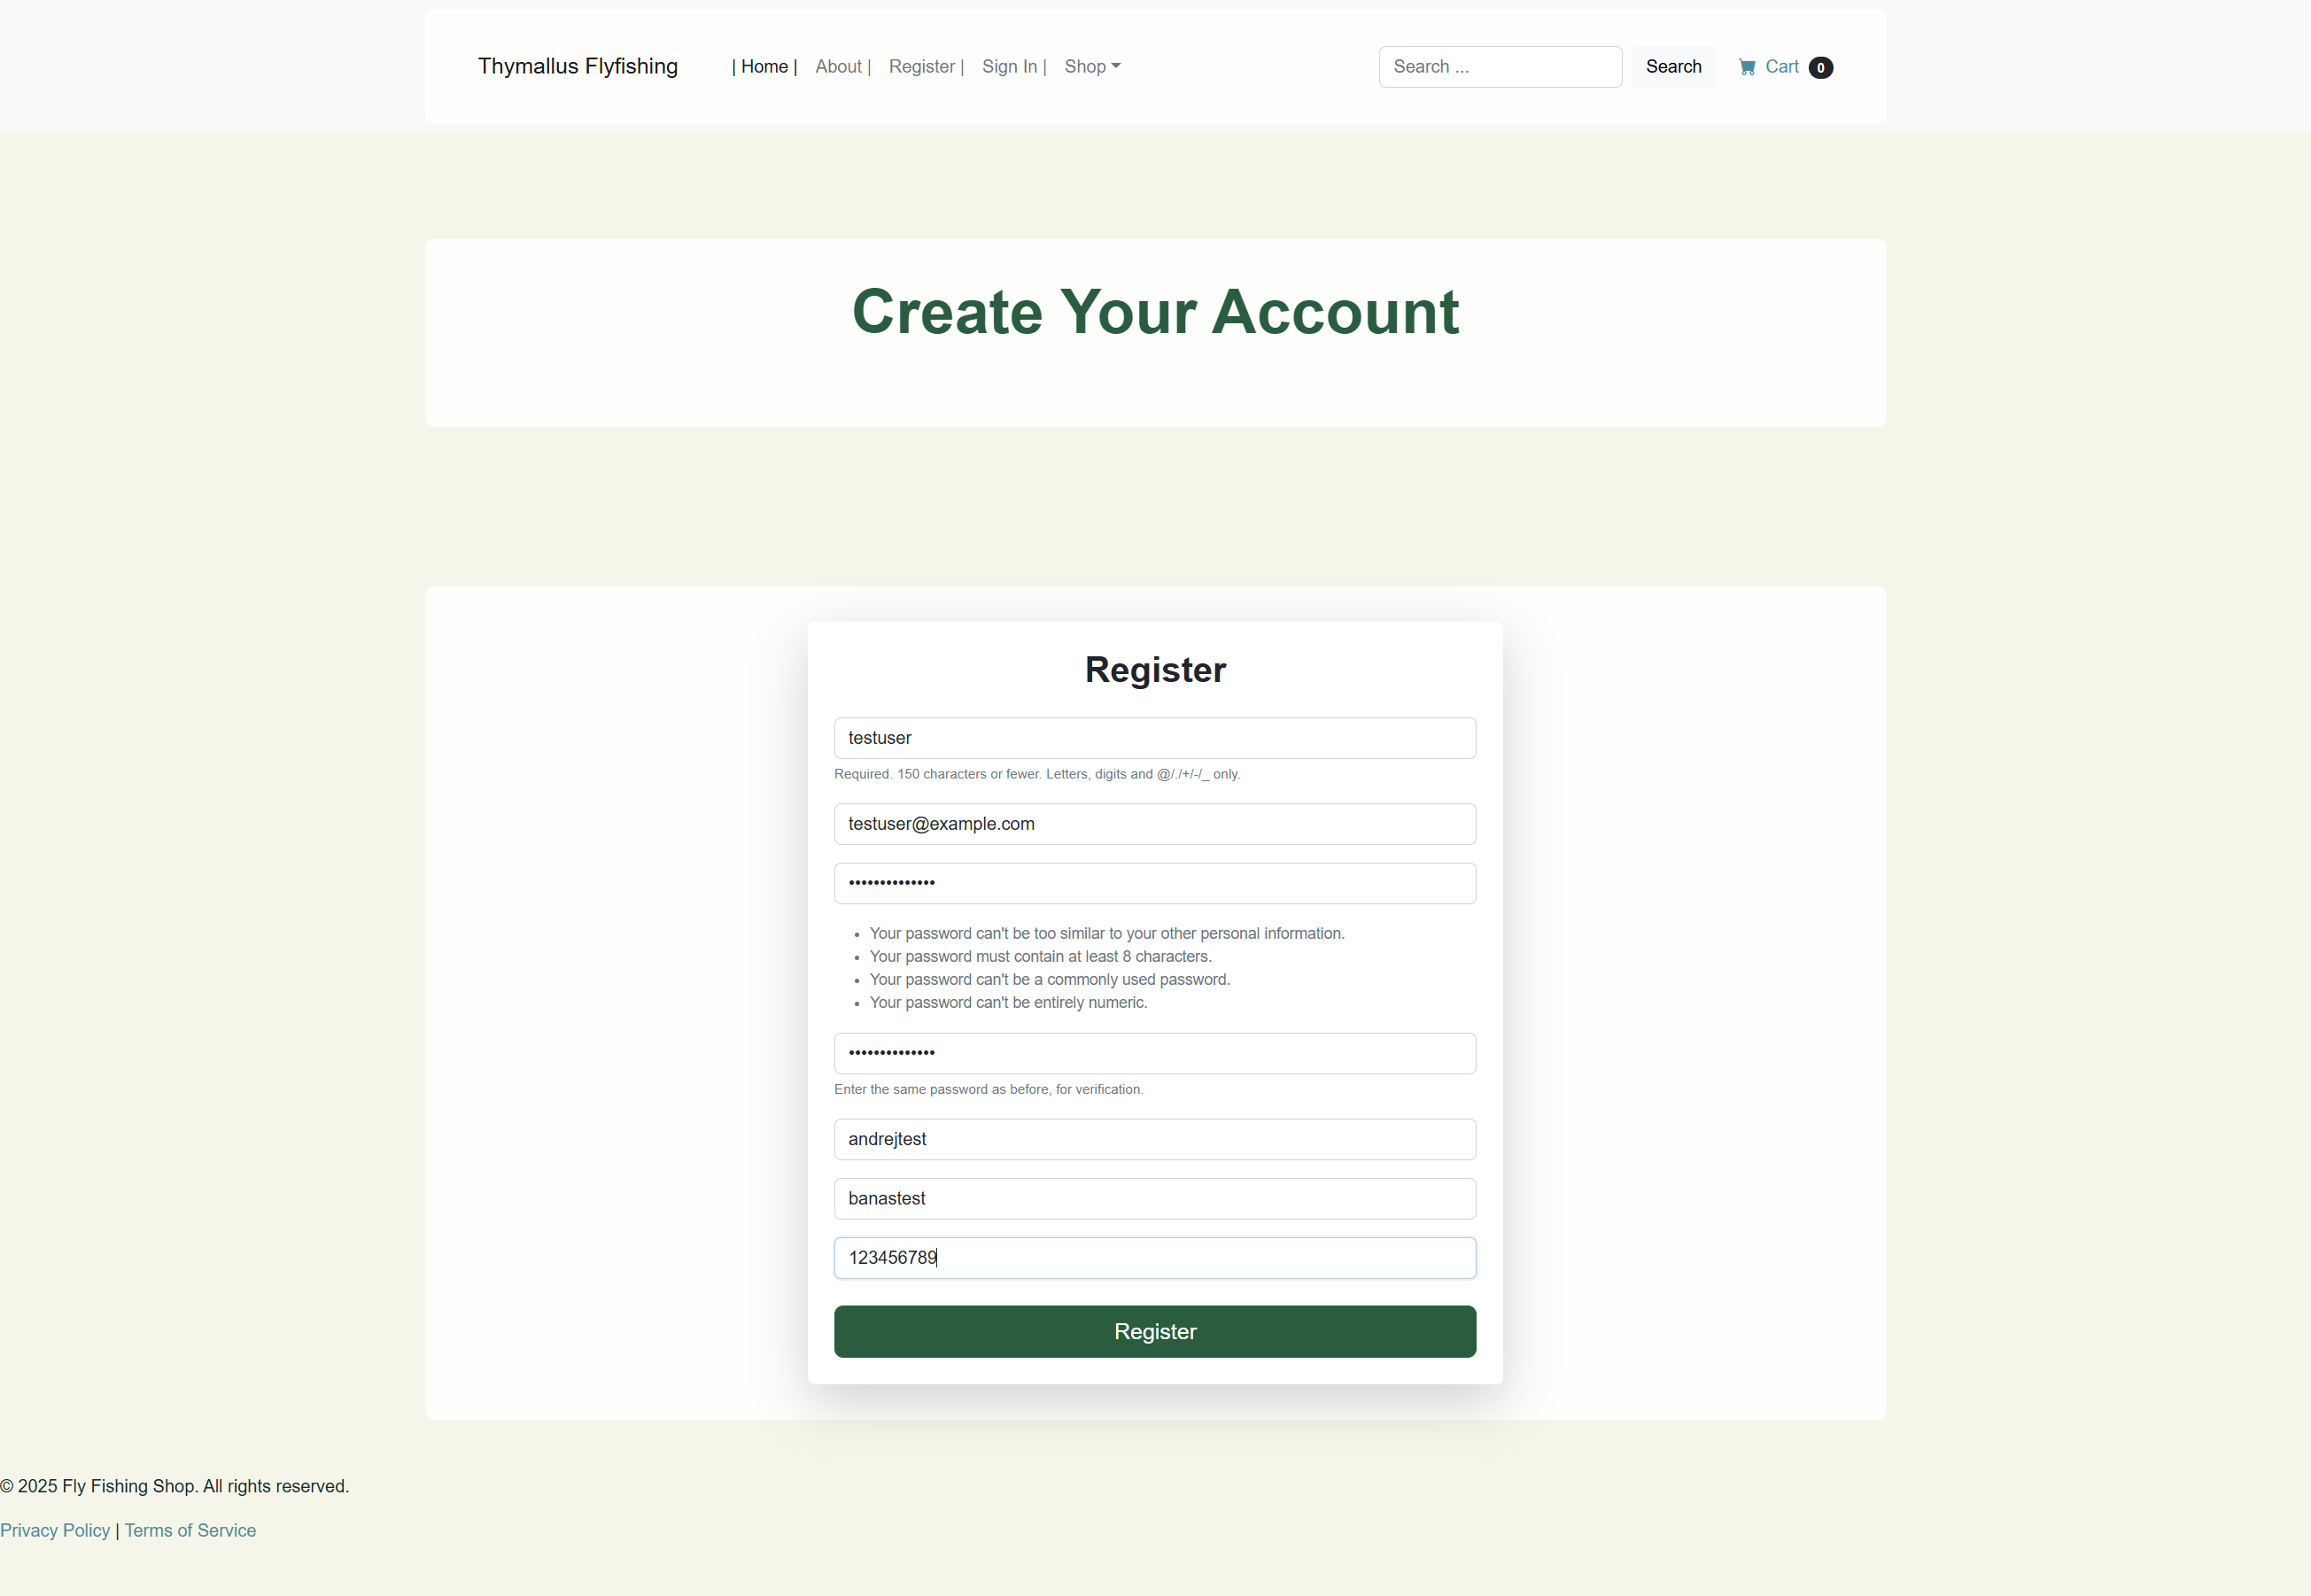 Thymallus Flyfishing | Home | About | Register | Sign In | Shop Search ... Search Cart 0
Create Your Account
Register
testuser
Required. 150 characters or fewer. Letters, digits and @/./+/-/_ only.
testuser@example.com
••••••••••••••
• Your password can't be too similar to your other personal information.
• Your password must contain at least 8 characters.
• Your password can't be a commonly used password.
• Your password can't be entirely numeric.
••••••••••••••
Enter the same password as before, for verification.
andrejtest
banastest
123456789
Register
© 2025 Fly Fishing Shop. All rights reserved.
Privacy Policy | Terms of Service